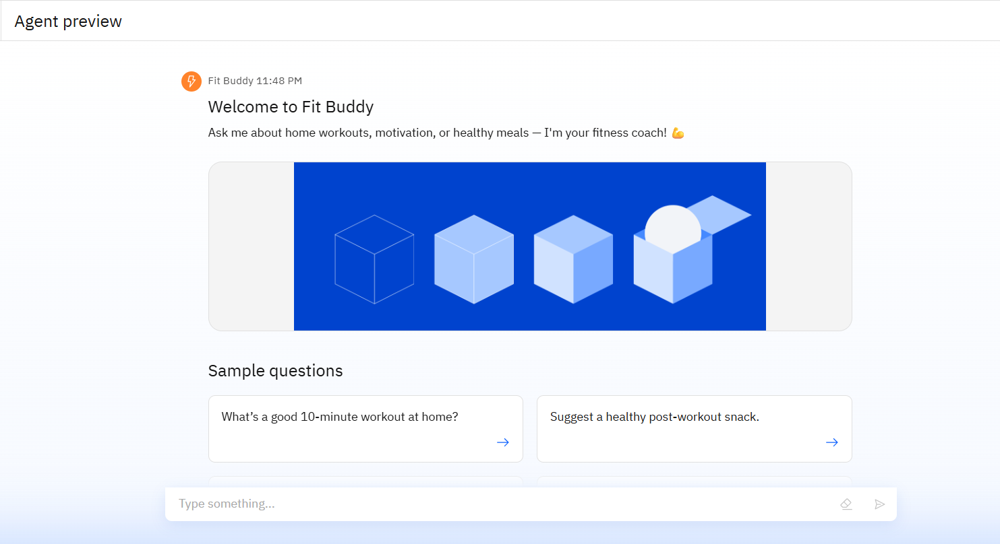 Agent preview
Fit Buddy 11:48 PM
Welcome to Fit Buddy
Ask me about home workouts, motivation, or healthy meals — I'm your fitness coach! 💪
Sample questions
What’s a good 10-minute workout at home?
Suggest a healthy post-workout snack.
Type something...